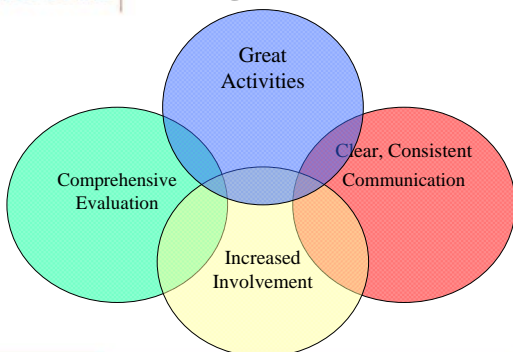 Great
Activities
Comprehensive
Evaluation
Clear, Consistent
Communication
Increased
Involvement